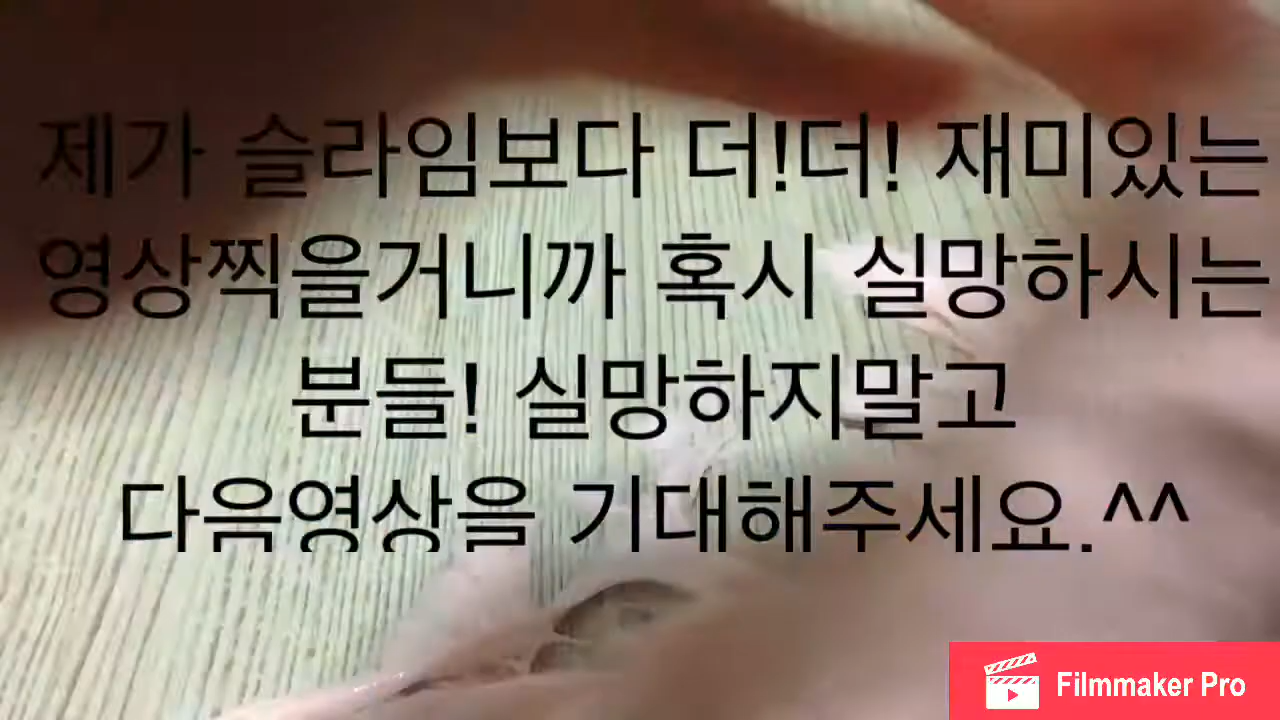 제가 슬라임보다 더!더! 재미있는
영상찍을거니까 혹시 실망하시는
분들! 실망하지말고
다음영상을 기대해주세요.^^
Filmmaker Pro